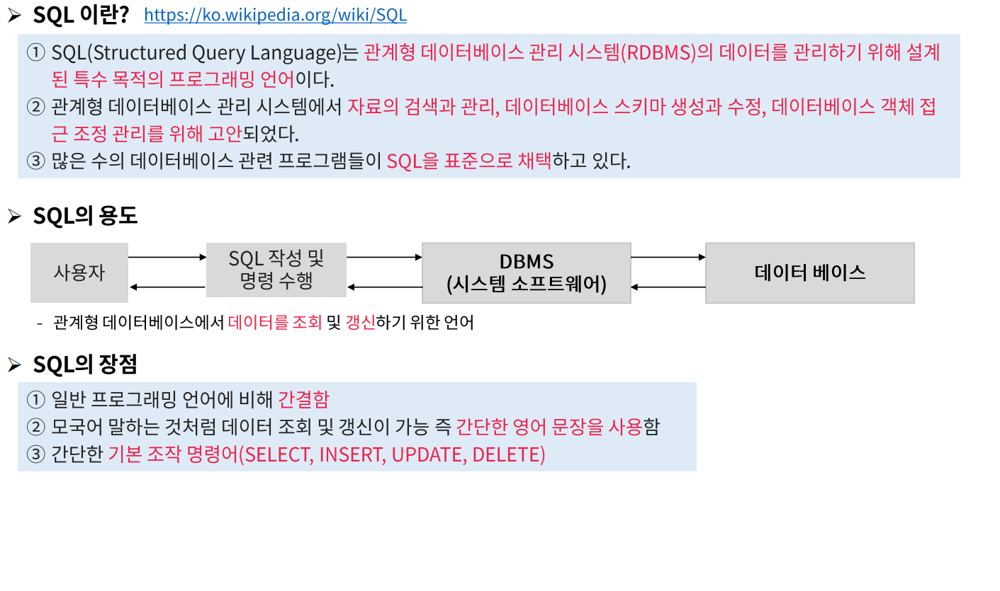 ➢ SQL 이란? https://ko.wikipedia.org/wiki/SQL
① SQL(Structured Query Language)는 관계형 데이터베이스 관리 시스템(RDBMS)의 데이터를 관리하기 위해 설계
된 특수 목적의 프로그래밍 언어이다.
② 관계형 데이터베이스 관리 시스템에서 자료의 검색과 관리, 데이터베이스 스키마 생성과 수정, 데이터베이스 객체 접
근 조정 관리를 위해 고안되었다.
③ 많은 수의 데이터베이스 관련 프로그램들이 SQL을 표준으로 채택하고 있다.
➢ SQL의 용도
사용자
SQL 작성 및
명령 수행
DBMS
(시스템 소프트웨어)
데이터 베이스
- 관계형 데이터베이스에서 데이터를 조회 및 갱신하기 위한 언어
➢ SQL의 장점
① 일반 프로그래밍 언어에 비해 간결함
② 모국어 말하는 것처럼 데이터 조회 및 갱신이 가능 즉 간단한 영어 문장을 사용함
③ 간단한 기본 조작 명령어(SELECT, INSERT, UPDATE, DELETE)